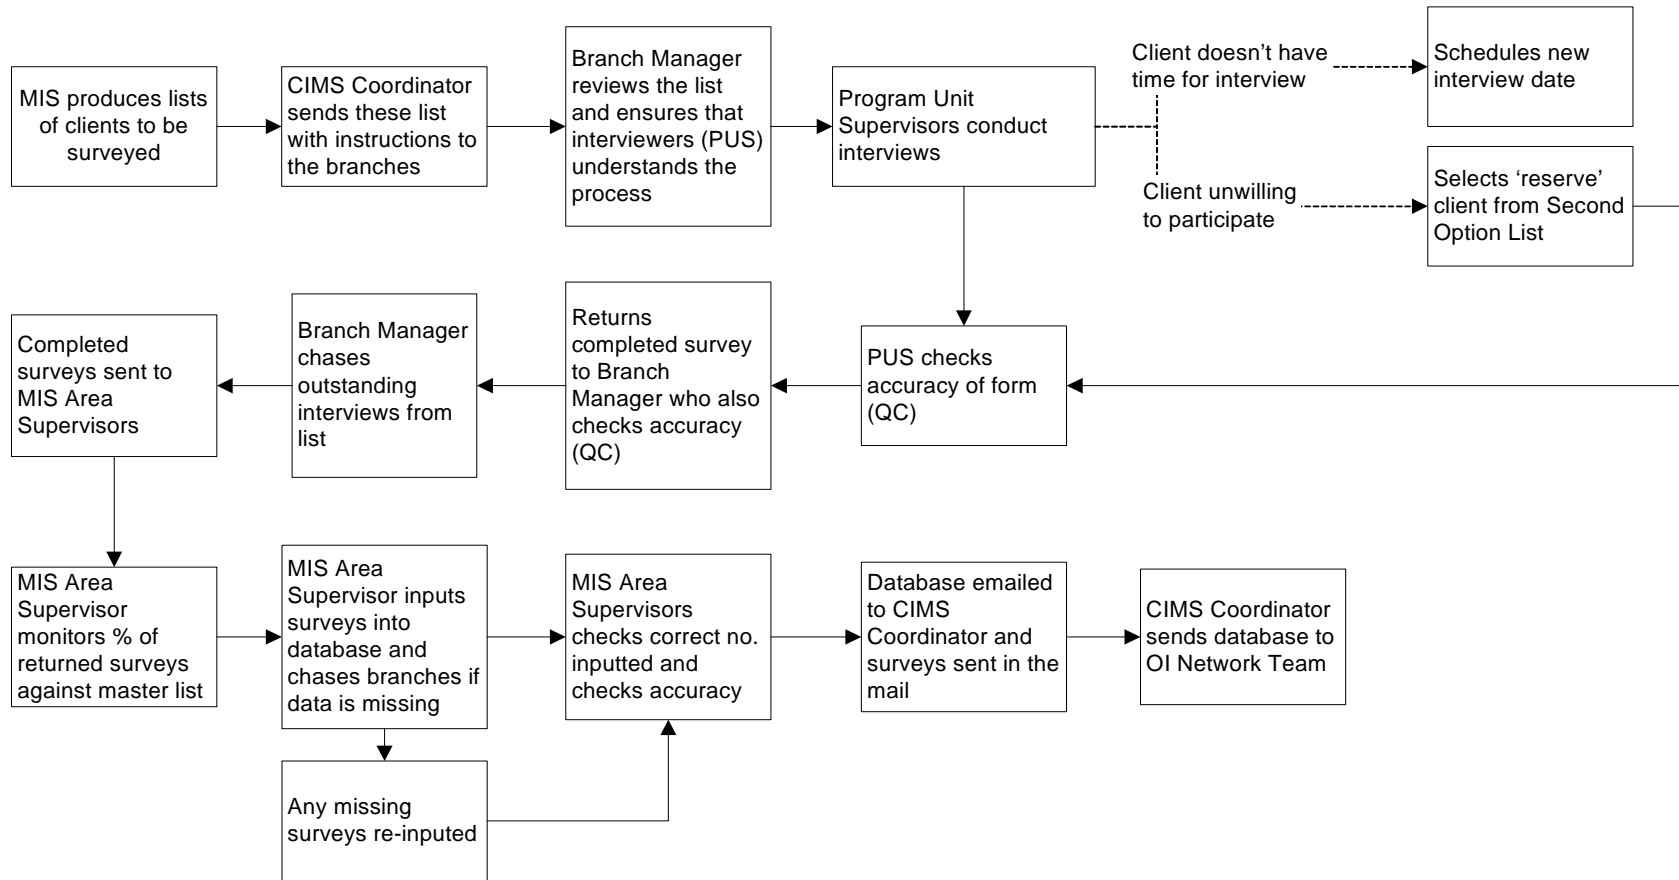 MIS produces lists
of clients to be
surveyed
CIMS Coordinator
sends these list
with instructions to
the branches
Branch Manager
reviews the list
and ensures that
interviewers (PUS)
understands the
process
Program Unit
Supervisors conduct
interviews
Client doesn’t have
time for interview
Schedules new
interview date
Client unwilling
to participate
Selects ‘reserve’
client from Second
Option List
Completed
surveys sent to
MIS Area
Supervisors
Branch Manager
chases
outstanding
interviews from
list
Returns
completed survey
to Branch
Manager who also
checks accuracy
(QC)
PUS checks
accuracy of form
(QC)
MIS Area
Supervisor
monitors % of
returned surveys
against master list
MIS Area
Supervisor inputs
surveys into
database and
chases branches if
data is missing
MIS Area
Supervisors
checks correct no.
inputted and
checks accuracy
Database emailed
to CIMS
Coordinator and
surveys sent in the
mail
CIMS Coordinator
sends database to
OI Network Team
Any missing
surveys re-inputed